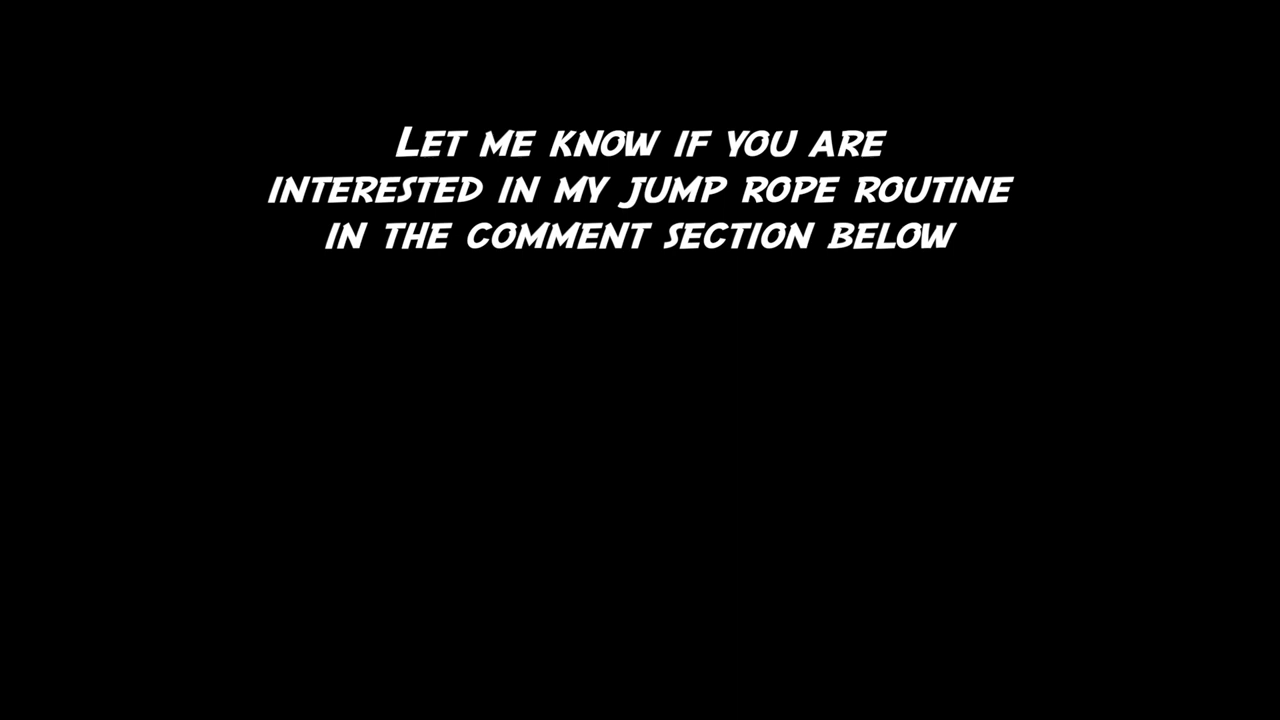 Let me know if you are
interested in my jump rope routine
in the comment section below